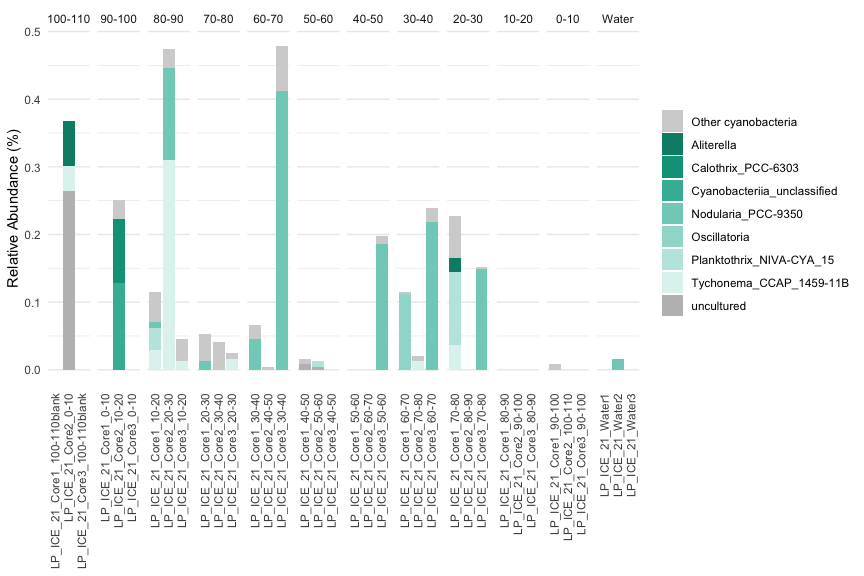 100-110 90-100 80-90 70-80 60-70 50-60 40-50 30-40 20-30 10-20 0-10 Water
Relative Abundance (%)
0.5
0.4
0.3
0.2
0.1
0.0
LP_ICE_21_Core1_100-110blank
LP_ICE_21_Core2_0-10
LP_ICE_21_Core3_100-110blank
LP_ICE_21_Core1_0-10
LP_ICE_21_Core2_10-20
LP_ICE_21_Core3_0-10
LP_ICE_21_Core1_10-20
LP_ICE_21_Core2_20-30
LP_ICE_21_Core3_10-20
LP_ICE_21_Core1_20-30
LP_ICE_21_Core2_30-40
LP_ICE_21_Core3_20-30
LP_ICE_21_Core1_30-40
LP_ICE_21_Core2_40-50
LP_ICE_21_Core3_30-40
LP_ICE_21_Core1_40-50
LP_ICE_21_Core2_50-60
LP_ICE_21_Core3_40-50
LP_ICE_21_Core1_50-60
LP_ICE_21_Core2_60-70
LP_ICE_21_Core3_50-60
LP_ICE_21_Core1_60-70
LP_ICE_21_Core2_70-80
LP_ICE_21_Core3_60-70
LP_ICE_21_Core1_70-80
LP_ICE_21_Core2_80-90
LP_ICE_21_Core3_70-80
LP_ICE_21_Core1_80-90
LP_ICE_21_Core2_90-100
LP_ICE_21_Core3_80-90
LP_ICE_21_Core1_90-100
LP_ICE_21_Core2_100-110
LP_ICE_21_Core3_90-100
LP_ICE_21_Water1
LP_ICE_21_Water2
LP_ICE_21_Water3
Other cyanobacteria
Aliterella
Calothrix_PCC-6303
Cyanobacteriia_unclassified
Nodularia_PCC-9350
Oscillatoria
Planktothrix_NIVA-CYA_15
Tychonema_CCAP_1459-11B
uncultured